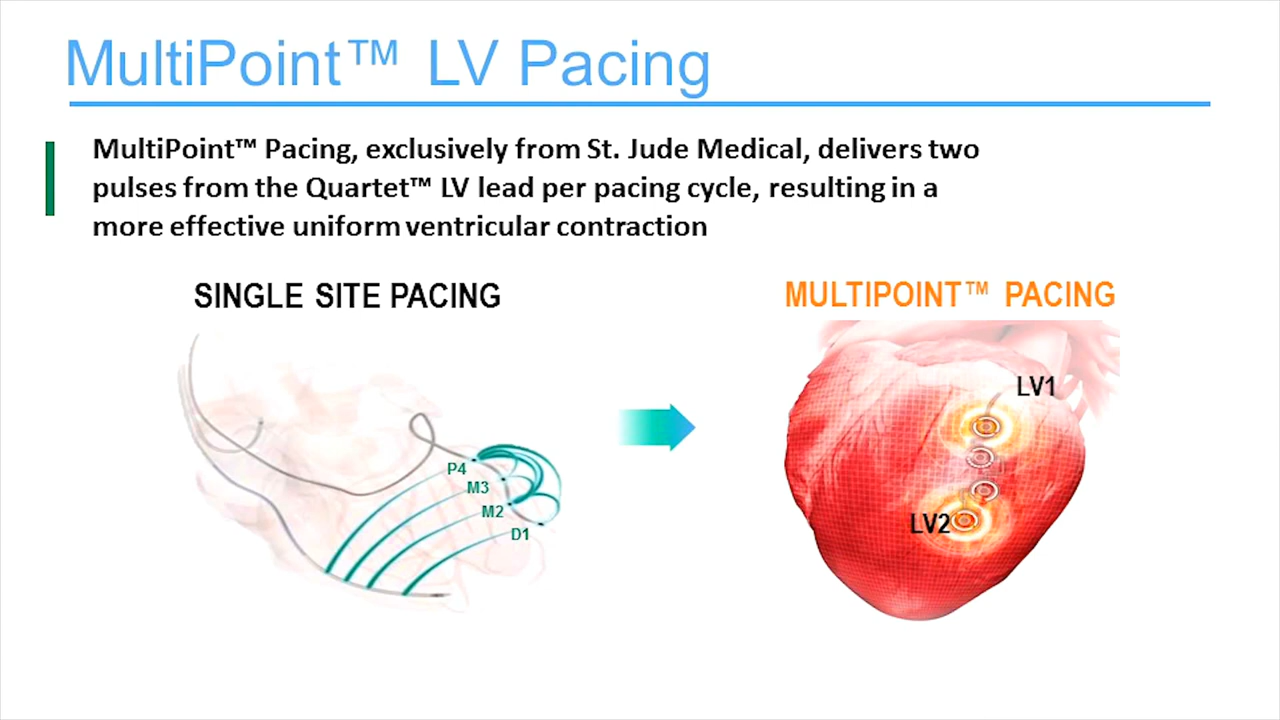 MultiPoint™ LV Pacing
MultiPoint™ Pacing, exclusively from St. Jude Medical, delivers two
pulses from the Quartet™ LV lead per pacing cycle, resulting in a
more effective uniform ventricular contraction
SINGLE SITE PACING
MULTIPOINT™ PACING
P4
M3
M2
D1
LV1
LV2